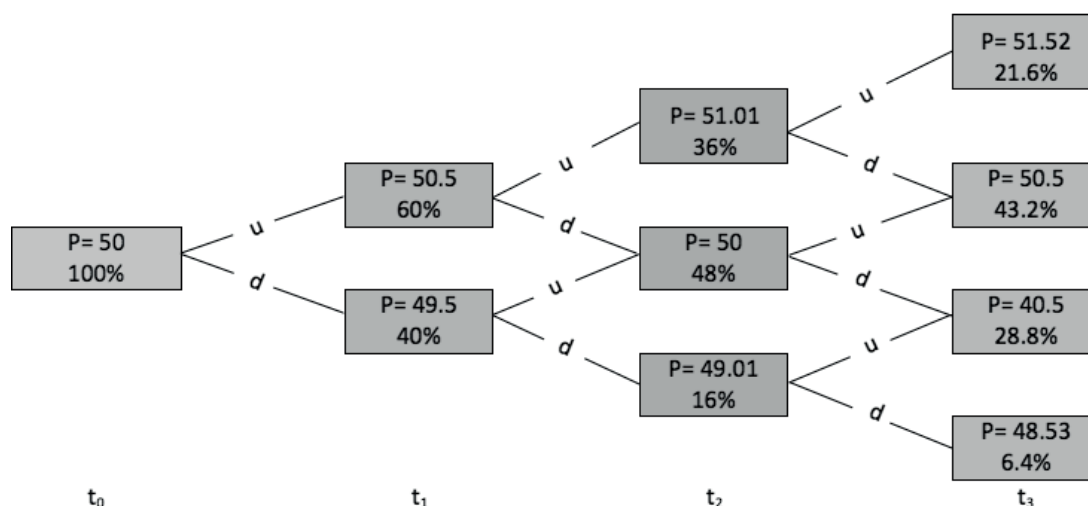 P= 51.52
21.6%
u
P= 51.01
36%
u
d
P= 50.5
60%
P= 50.5
43.2%
u
d
u
P= 50
100%
P= 50
48%
d
u
d
P= 49.5
40%
P= 40.5
28.8%
d
u
P= 49.01
16%
d
P= 48.53
6.4%
t₀
t₁
t₂
t₃